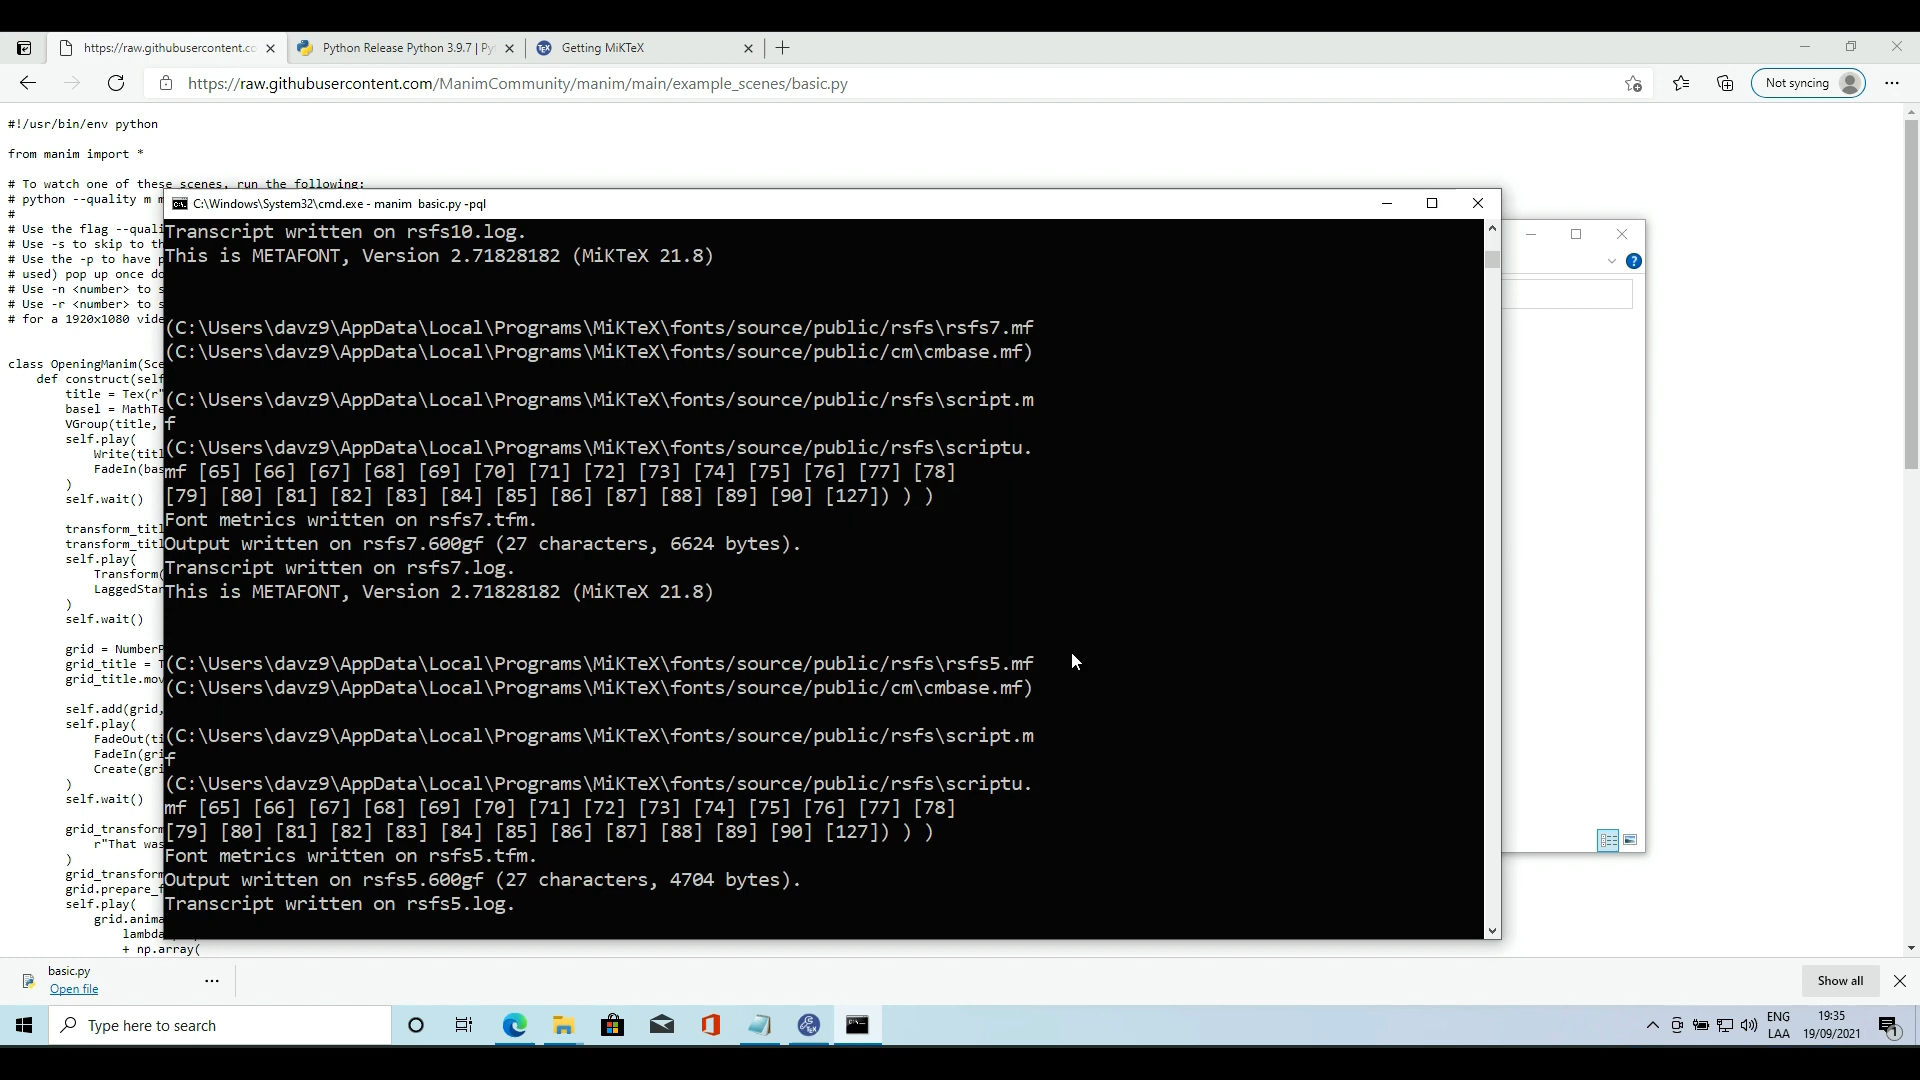 https://raw.githubusercontent.co
Python Release Python 3.9.7 | Py
Getting MiKTeX
https://raw.githubusercontent.com/ManimCommunity/manim/main/example_scenes/basic.py
Not syncing
#!/usr/bin/env python
from manim import *
# To watch one of these scenes, run the following:
# python --quality m m
#
# Use the flag --quali
# Use -s to skip to th
# Use the -p to have p
# used) pop up once do
# Use -n <number> to s
# Use -r <number> to s
# for a 1920x1080 vide
class OpeningManim(Sce
def construct(self
title = Tex(r"
basel = MathTe
VGroup(title,
self.play(
Write(titl
FadeIn(bas
)
self.wait()
transform_titl
transform_titl
self.play(
Transform(
LaggedStar
)
self.wait()
grid = NumberP
grid_title = T
grid_title.mov
self.add(grid,
self.play(
FadeOut(ti
FadeIn(gri
Create(gri
)
self.wait()
grid_transform
r"That was
)
grid_transform
grid.prepare_f
self.play(
grid.anima
lambda
+ np.array(
C:\Windows\System32\cmd.exe - manim basic.py -pql
Transcript written on rsfs10.log.
This is METAFONT, Version 2.71828182 (MiKTeX 21.8)
(C:\Users\davz9\AppData\Local\Programs\MiKTeX\fonts/source/public/rsfs\rsfs7.mf
(C:\Users\davz9\AppData\Local\Programs\MiKTeX\fonts/source/public/cm\cmbase.mf)
(C:\Users\davz9\AppData\Local\Programs\MiKTeX\fonts/source/public/rsfs\script.m
f
(C:\Users\davz9\AppData\Local\Programs\MiKTeX\fonts/source/public/rsfs\scriptu.
mf [65] [66] [67] [68] [69] [70] [71] [72] [73] [74] [75] [76] [77] [78]
[79] [80] [81] [82] [83] [84] [85] [86] [87] [88] [89] [90] [127]) ) )
Font metrics written on rsfs7.tfm.
Output written on rsfs7.600gf (27 characters, 6624 bytes).
Transcript written on rsfs7.log.
This is METAFONT, Version 2.71828182 (MiKTeX 21.8)
(C:\Users\davz9\AppData\Local\Programs\MiKTeX\fonts/source/public/rsfs\rsfs5.mf
(C:\Users\davz9\AppData\Local\Programs\MiKTeX\fonts/source/public/cm\cmbase.mf)
(C:\Users\davz9\AppData\Local\Programs\MiKTeX\fonts/source/public/rsfs\script.m
f
(C:\Users\davz9\AppData\Local\Programs\MiKTeX\fonts/source/public/rsfs\scriptu.
mf [65] [66] [67] [68] [69] [70] [71] [72] [73] [74] [75] [76] [77] [78]
[79] [80] [81] [82] [83] [84] [85] [86] [87] [88] [89] [90] [127]) ) )
Font metrics written on rsfs5.tfm.
Output written on rsfs5.600gf (27 characters, 4704 bytes).
Transcript written on rsfs5.log.
basic.py
Open file
Show all
Type here to search
ENG
LAA
19:35
19/09/2021
1